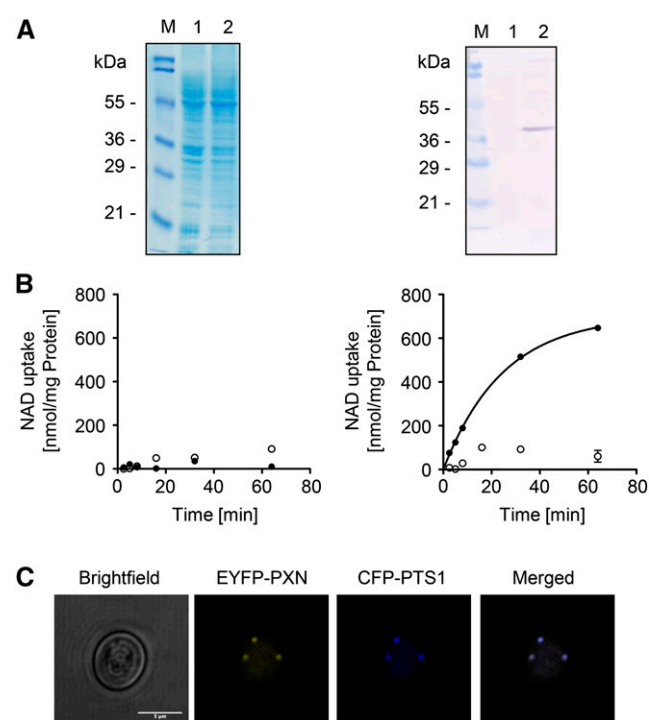 A
M 1 2
kDa
55 -
36 -
29 -
21 -
M 1 2
kDa
55 -
36 -
29 -
21 -
B
NAD uptake
[nmol/mg Protein]
800
600
400
200
0
0 20 40 60 80
Time [min]
NAD uptake
[nmol/mg Protein]
800
600
400
200
0
0 20 40 60 80
Time [min]
C
Brightfield EYFP-PXN CFP-PTS1 Merged
5 µm